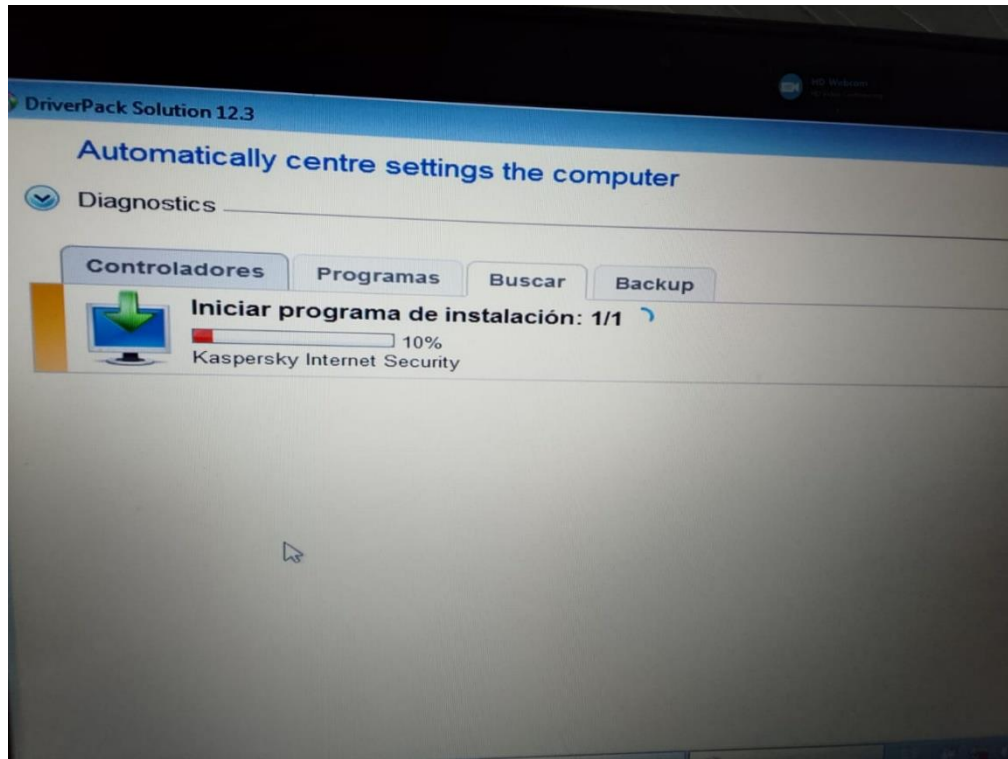 HD Webcam
DriverPack Solution 12.3
Automatically centre settings the computer
Diagnostics
Controladores Programas Buscar Backup
Iniciar programa de instalación: 1/1
10%
Kaspersky Internet Security